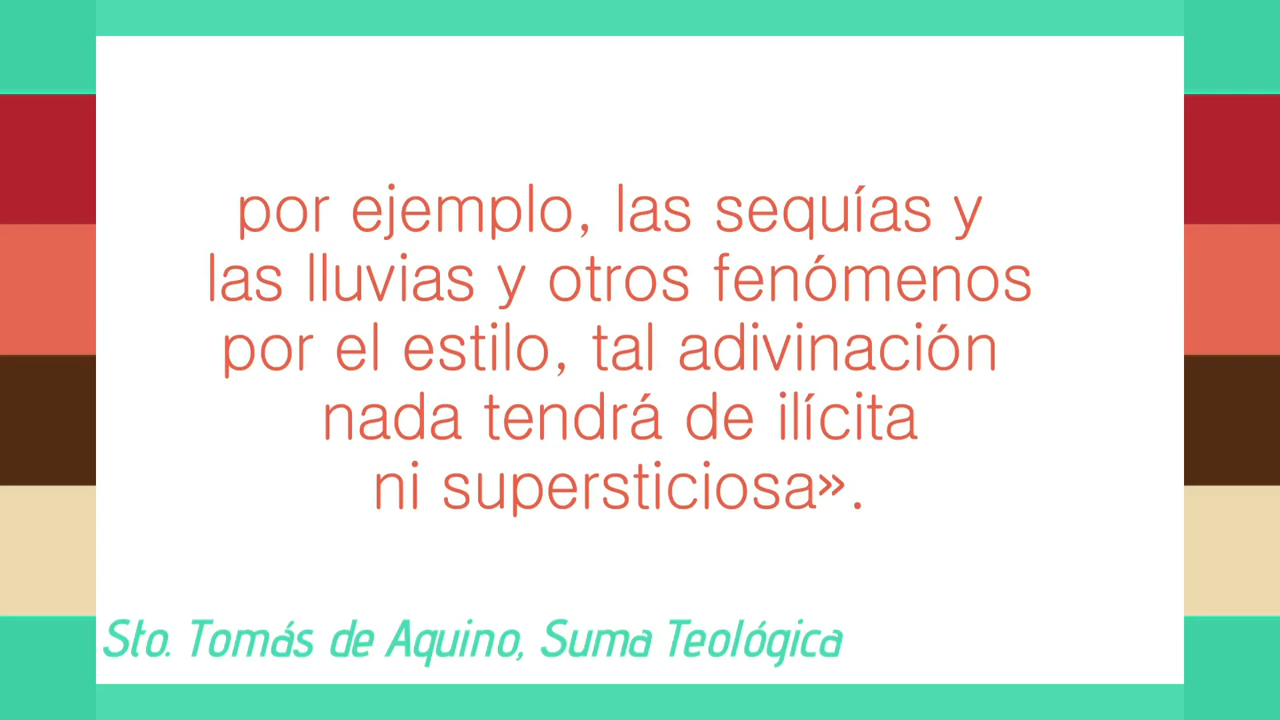 por ejemplo, las sequías y
las lluvias y otros fenómenos
por el estilo, tal adivinación
nada tendrá de ilícita
ni supersticiosa».
Sto. Tomás de Aquino, Suma Teológica